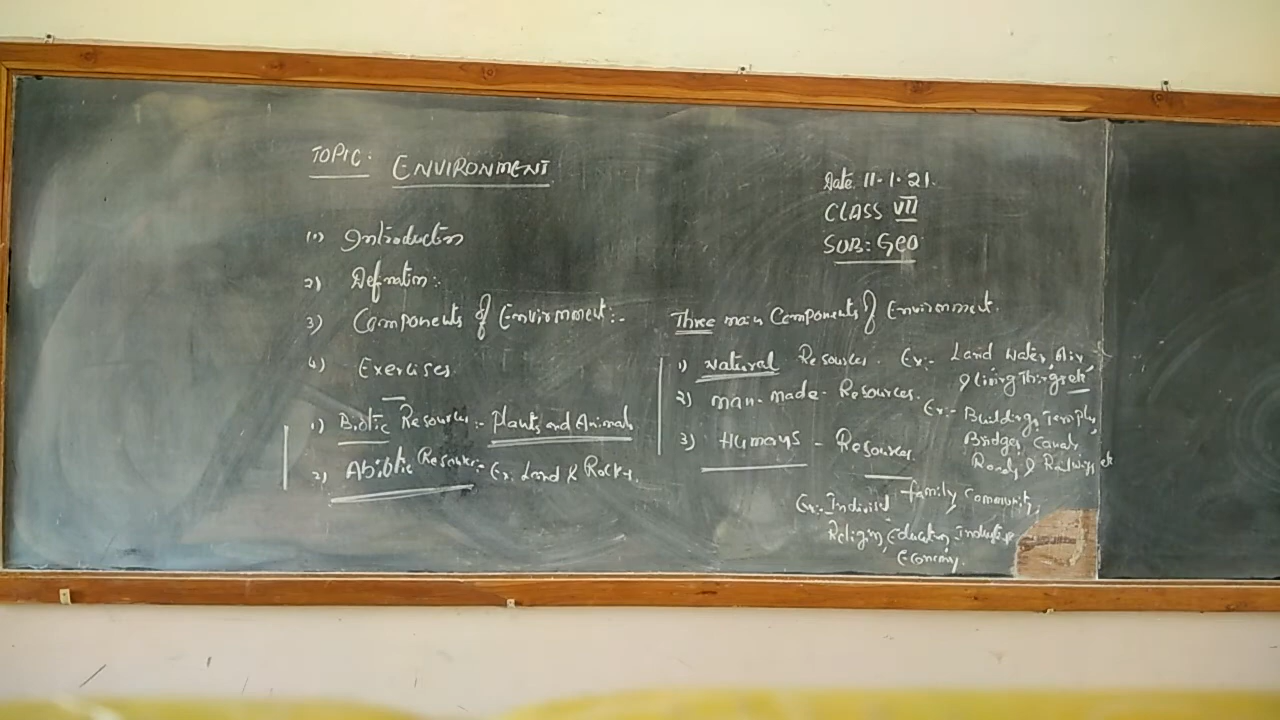 TOPIC: ENVIRONMENT
Date 11.1.21.
CLASS VII
SUB: GEO
1) Introduction
2) Defination:
3) Components of Environment:-
4) Exercises
1) Biotic Resources:- Plants and Animals
2) Abiotic Resources:- Ex. Land & Rocks.
Three main Components of Environment.
1) Natural Resources. Ex:- Land Water, Air
& living Things etc
2) man-made- Resources.
Ex:- Buildings, Temples,
Bridges, Canals,
Roads, & Railways etc
3) Humans - Resources.
Ex:- family, Community,
Religion, Education, Industries
Economy.